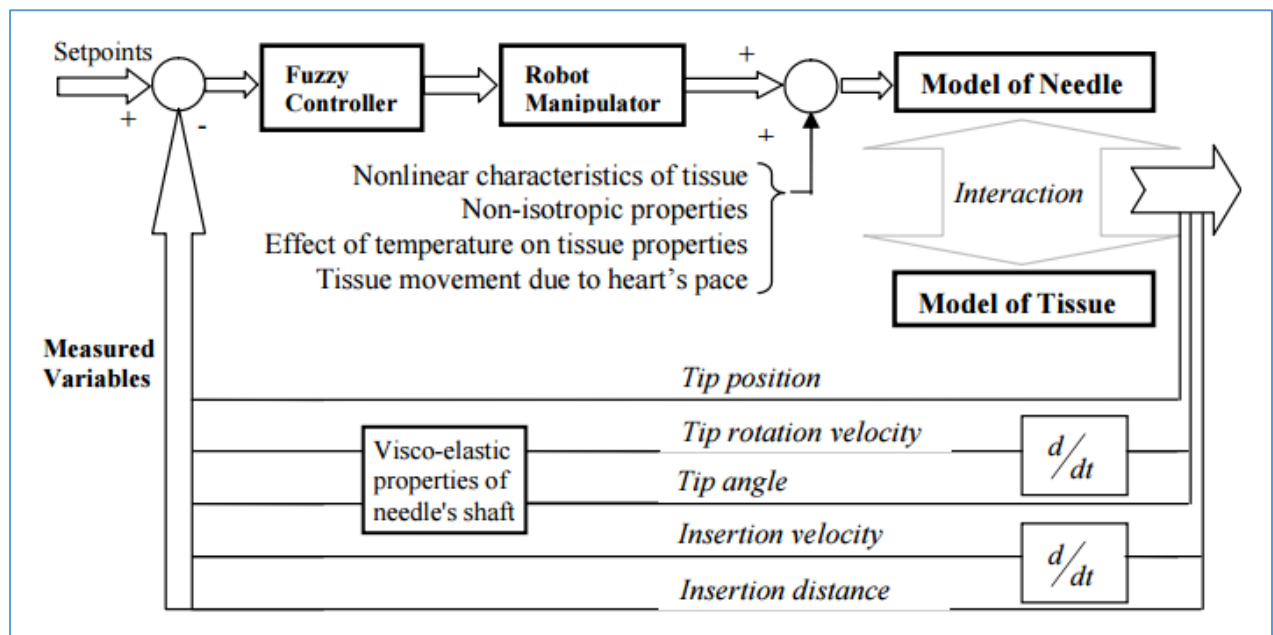 Setpoints
+
-
Fuzzy
Controller
Robot
Manipulator
+
+
Model of Needle
Nonlinear characteristics of tissue
Non-isotropic properties
Effect of temperature on tissue properties
Tissue movement due to heart’s pace
Interaction
Model of Tissue
Measured
Variables
Tip position
Tip rotation velocity
d/dt
Visco-elastic
properties of
needle's shaft
Tip angle
Insertion velocity
d/dt
Insertion distance